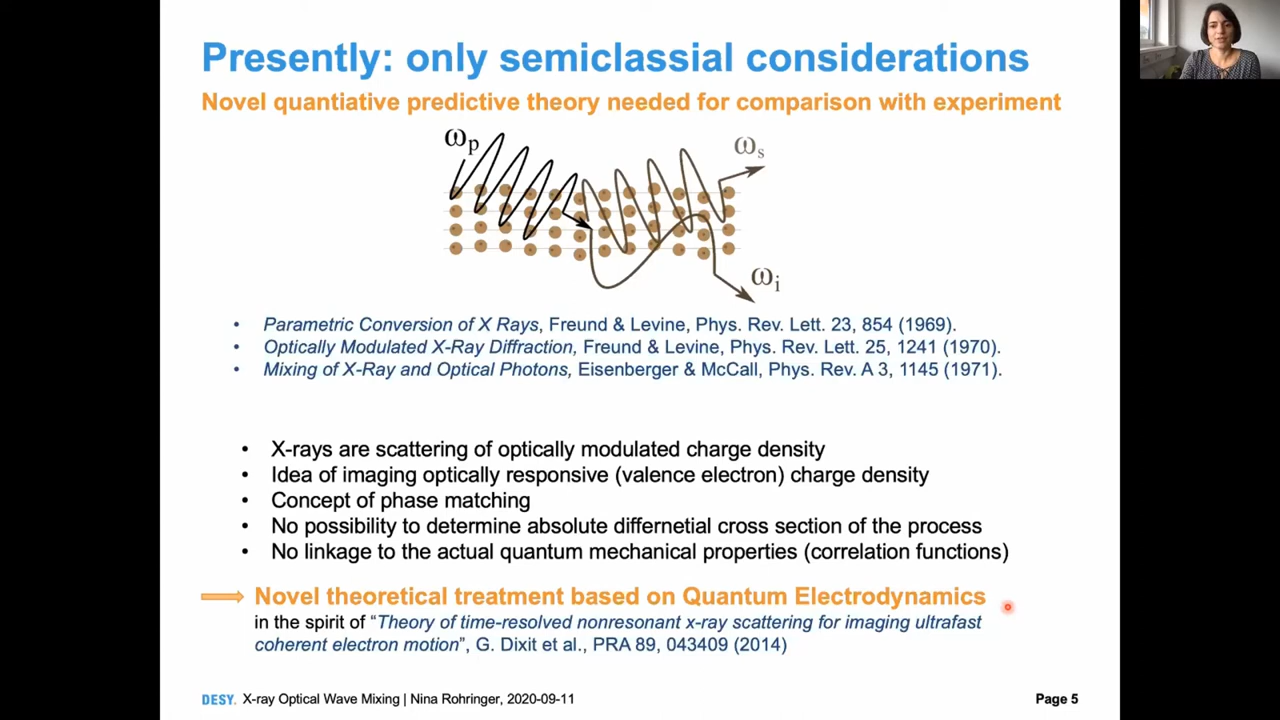 Presently: only semiclassial considerations
Novel quantiative predictive theory needed for comparison with experiment
ωp
ωs
ωi
• Parametric Conversion of X Rays, Freund & Levine, Phys. Rev. Lett. 23, 854 (1969).
• Optically Modulated X-Ray Diffraction, Freund & Levine, Phys. Rev. Lett. 25, 1241 (1970).
• Mixing of X-Ray and Optical Photons, Eisenberger & McCall, Phys. Rev. A 3, 1145 (1971).
• X-rays are scattering of optically modulated charge density
• Idea of imaging optically responsive (valence electron) charge density
• Concept of phase matching
• No possibility to determine absolute differnetial cross section of the process
• No linkage to the actual quantum mechanical properties (correlation functions)
Novel theoretical treatment based on Quantum Electrodynamics
in the spirit of “Theory of time-resolved nonresonant x-ray scattering for imaging ultrafast
coherent electron motion”, G. Dixit et al., PRA 89, 043409 (2014)
DESY. X-ray Optical Wave Mixing | Nina Rohringer, 2020-09-11
Page 5